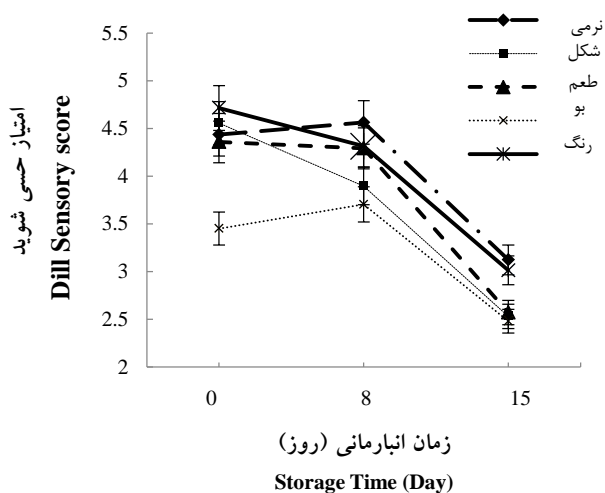 نرمی
شکل
طعم
بو
رنگ
5.5
5
4.5
4
3.5
3
2.5
2
امتیاز حسی شوید
Dill Sensory score
0
8
15
زمان انبارمانی (روز)
Storage Time (Day)